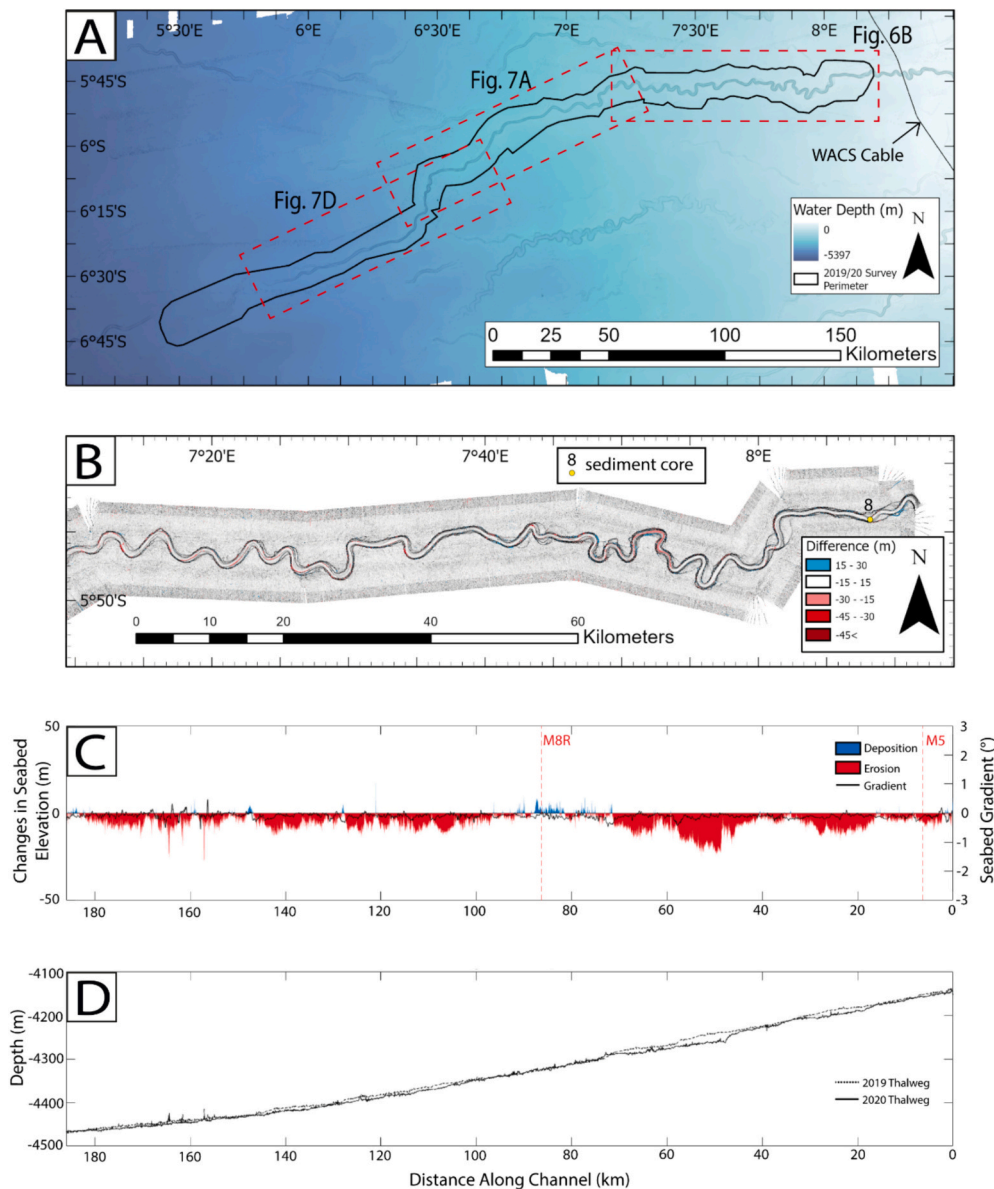 A
5°30'E
6°E
6°30'E
7°E
7°30'E
8°E
Fig. 6B
Fig. 7A
Fig. 7D
5°45'S
6°S
6°15'S
6°30'S
6°45'S
WACS Cable
Water Depth (m)
0
-5397
2019/20 Survey
Perimeter
N
0 25 50 100 150
Kilometers
B
7°20'E
7°40'E
8°E
8 sediment core
8
5°50'S
Difference (m)
15 - 30
-15 - 15
-30 - -15
-45 - -30
-45<
N
0 10 20 40 60
Kilometers
C
Changes in Seabed
Elevation (m)
50
0
-50
M8R
M5
Deposition
Erosion
Gradient
3
2
1
0
-1
-2
-3
Seabed Gradient (°)
180 160 140 120 100 80 60 40 20 0
D
Depth (m)
-4100
-4200
-4300
-4400
-4500
2019 Thalweg
2020 Thalweg
180 160 140 120 100 80 60 40 20 0
Distance Along Channel (km)